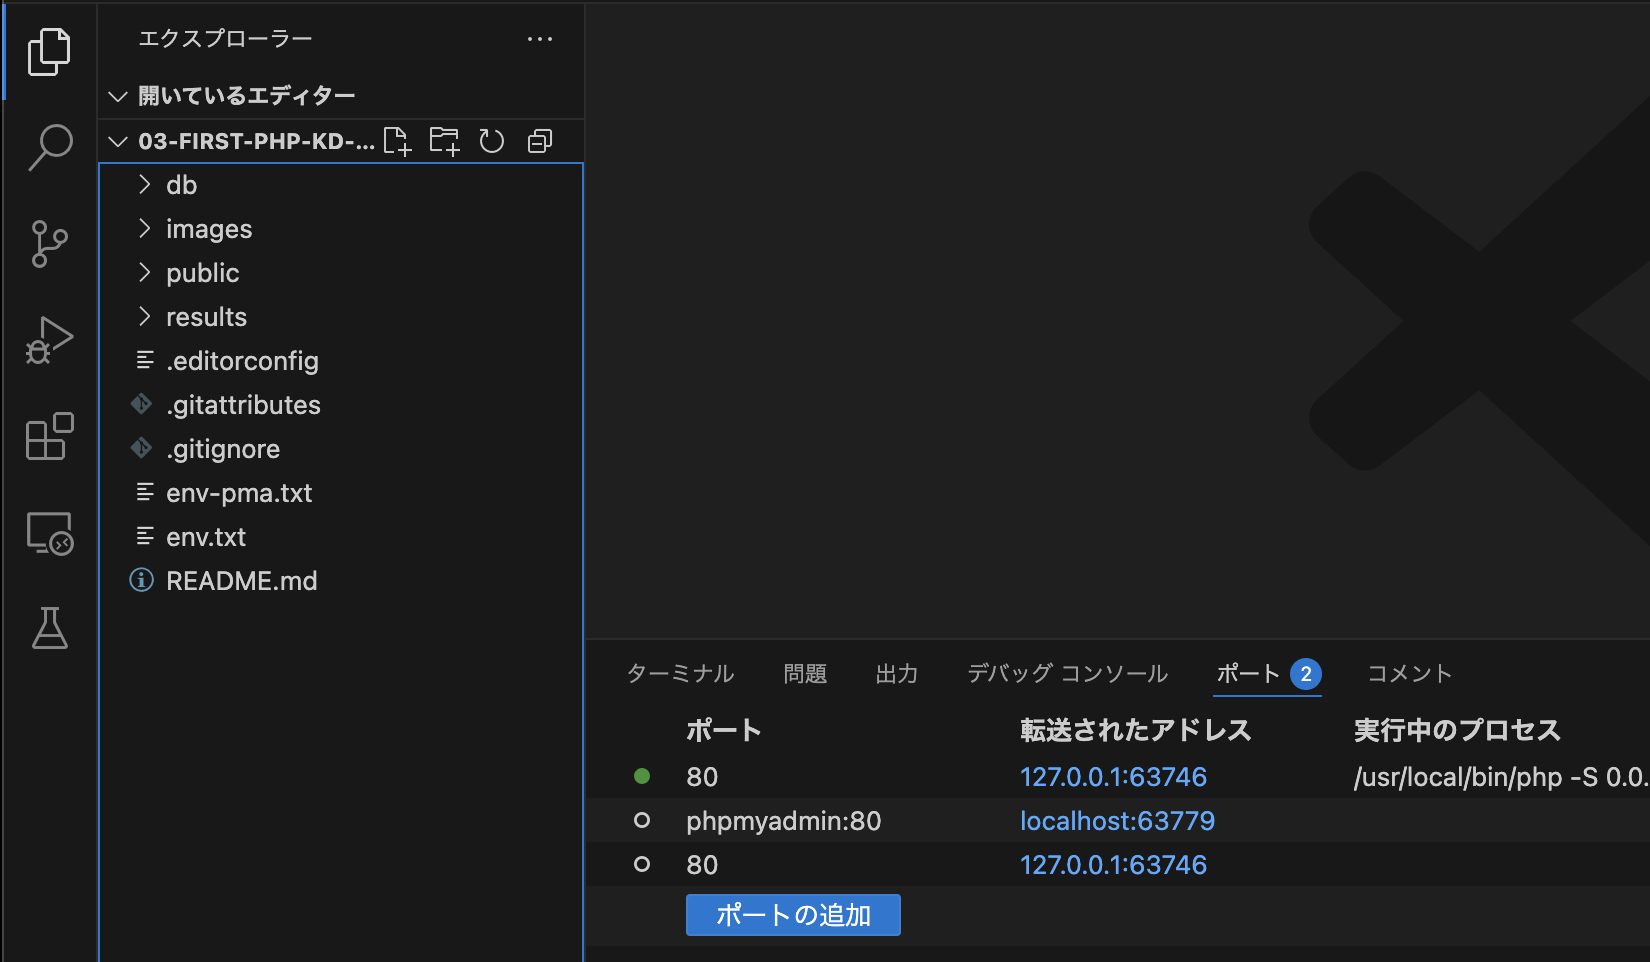 エクスプローラー
開いているエディター
03-FIRST-PHP-KD-...
db
images
public
results
.editorconfig
.gitattributes
.gitignore
env-pma.txt
env.txt
README.md
ターミナル 問題 出力 デバッグ コンソール ポート 2 コメント
ポート 転送されたアドレス 実行中のプロセス
80 127.0.0.1:63746 /usr/local/bin/php -S 0.0.
phpmyadmin:80 localhost:63779
80 127.0.0.1:63746
ポートの追加